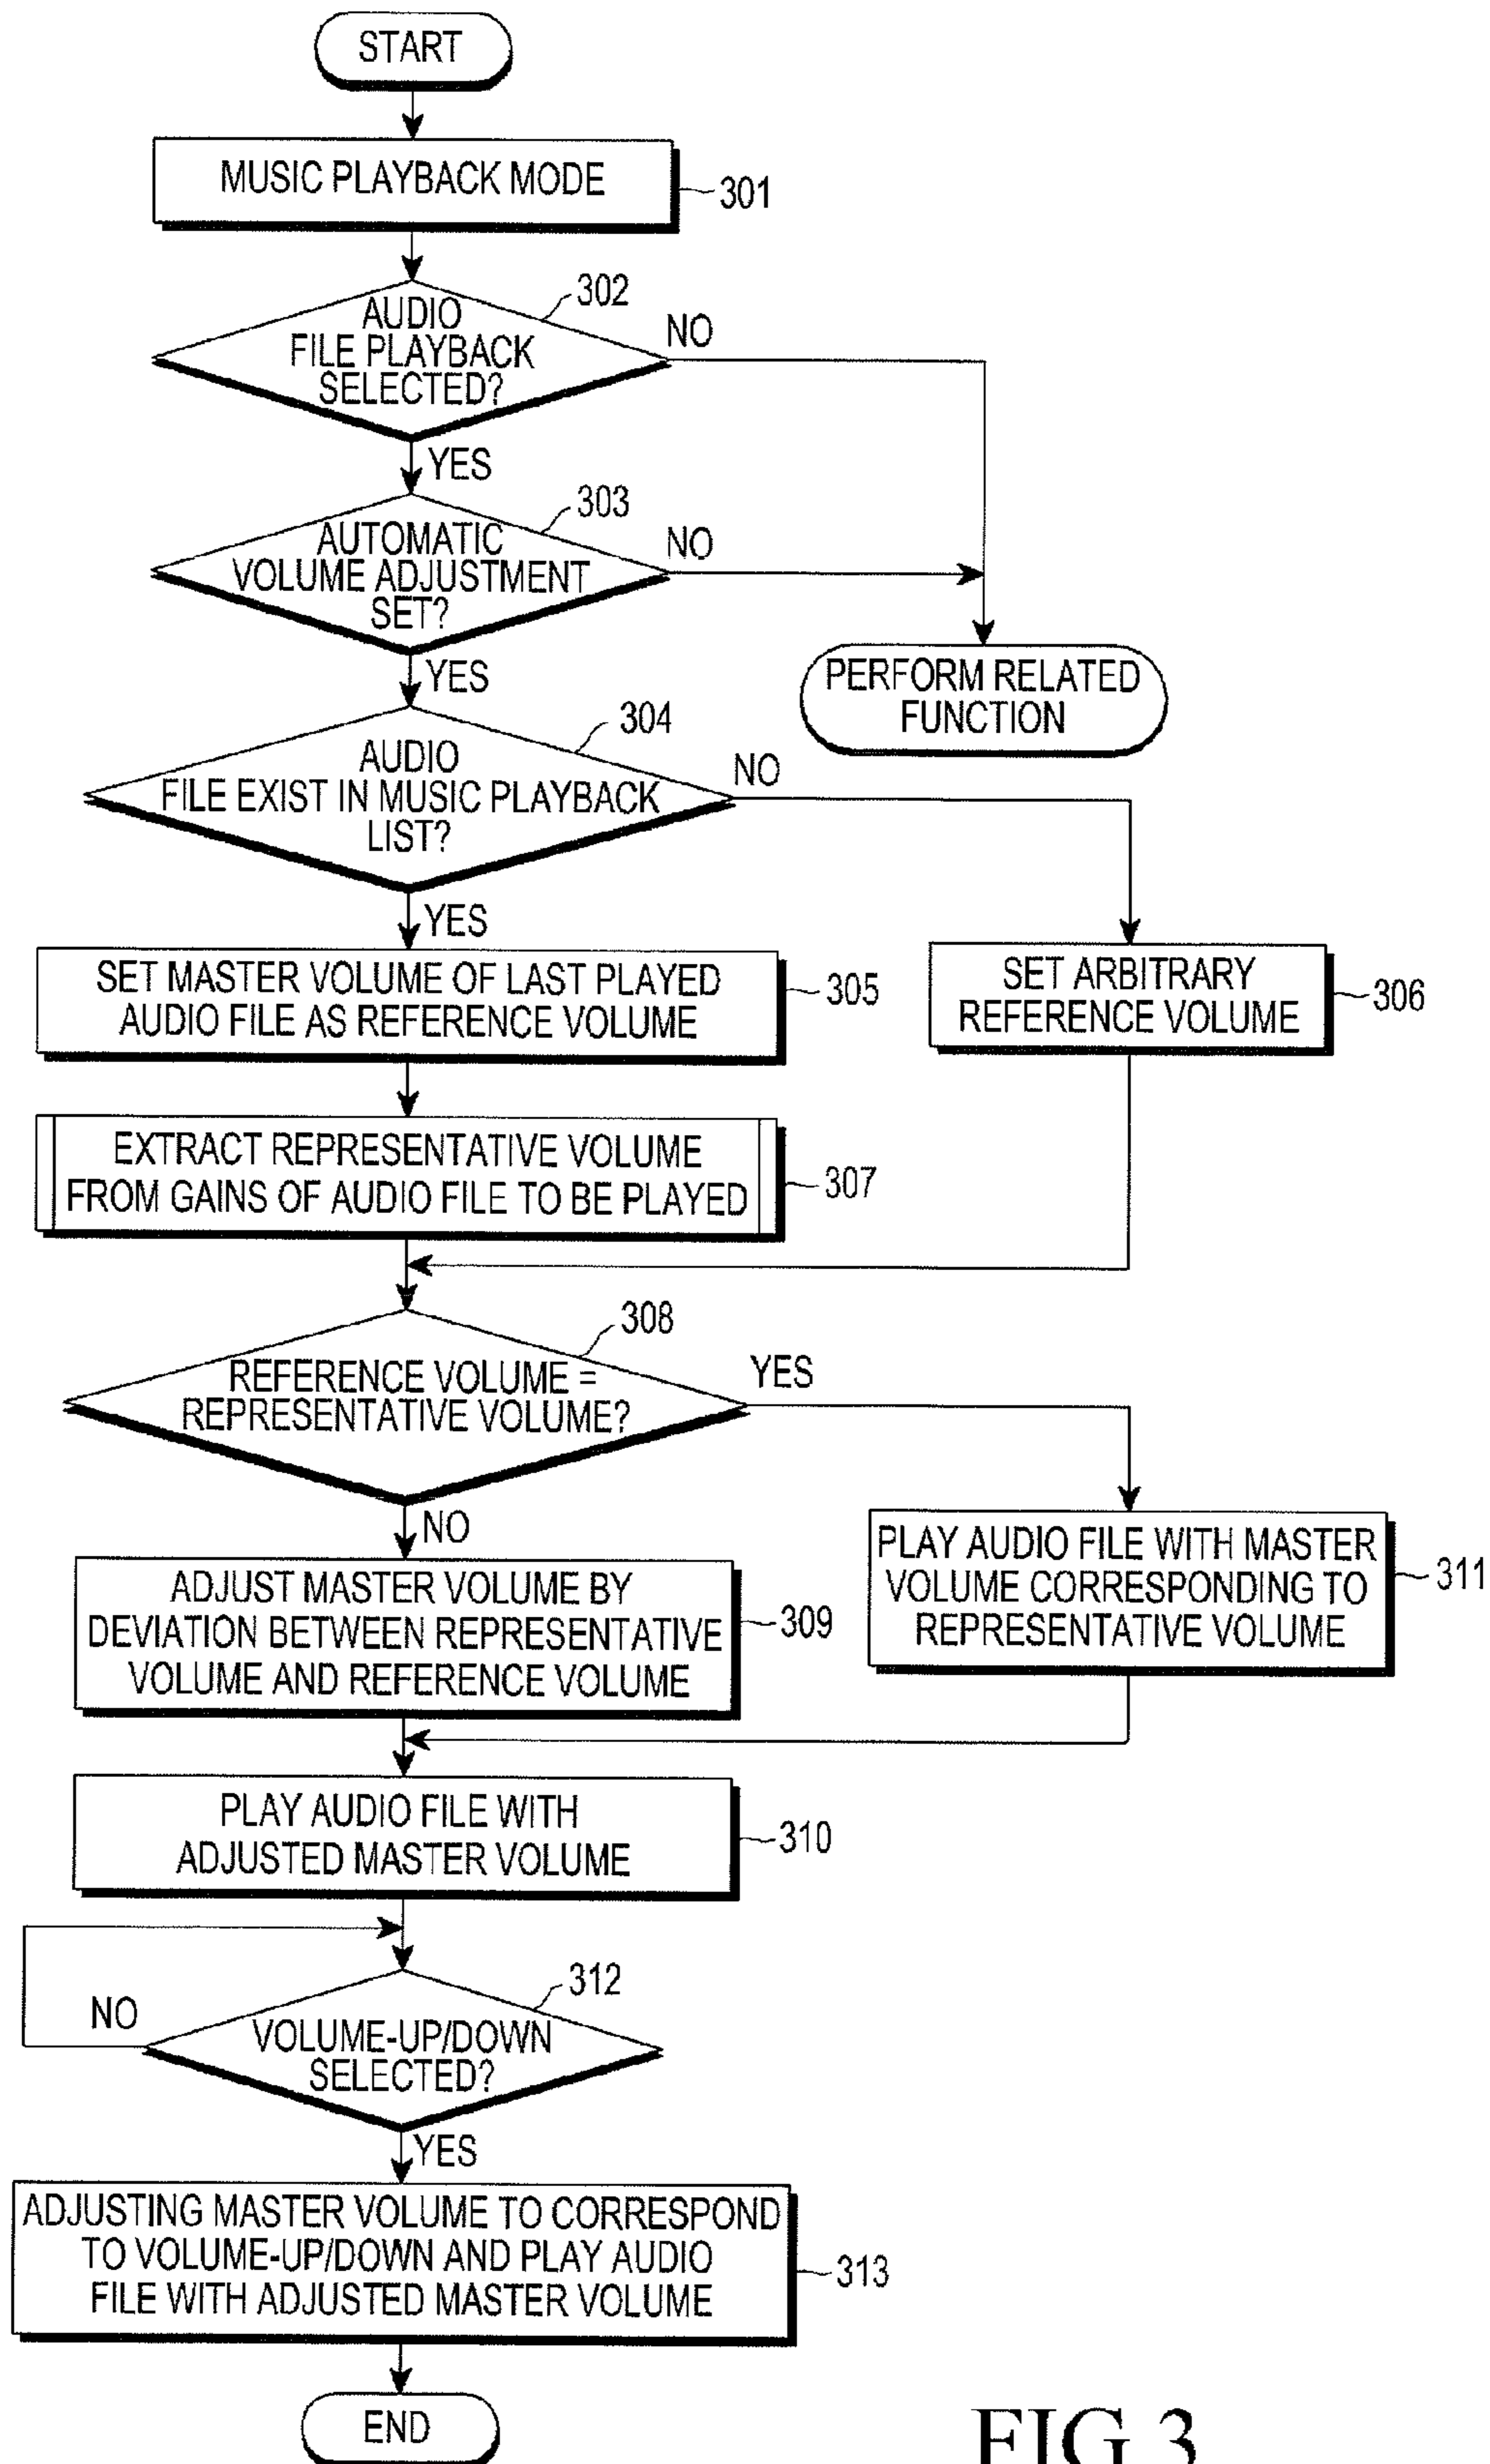 START
MUSIC PLAYBACK MODE
301
302
AUDIO
FILE PLAYBACK
SELECTED?
NO
YES
303
AUTOMATIC
VOLUME ADJUSTMENT
SET?
NO
YES
PERFORM RELATED
FUNCTION
304
AUDIO
FILE EXIST IN MUSIC PLAYBACK
LIST?
NO
YES
SET MASTER VOLUME OF LAST PLAYED
AUDIO FILE AS REFERENCE VOLUME
305
SET ARBITRARY
REFERENCE VOLUME
306
EXTRACT REPRESENTATIVE VOLUME
FROM GAINS OF AUDIO FILE TO BE PLAYED
307
308
REFERENCE VOLUME =
REPRESENTATIVE VOLUME?
YES
NO
ADJUST MASTER VOLUME BY
DEVIATION BETWEEN REPRESENTATIVE
VOLUME AND REFERENCE VOLUME
309
PLAY AUDIO FILE WITH MASTER
VOLUME CORRESPONDING TO
REPRESENTATIVE VOLUME
311
PLAY AUDIO FILE WITH
ADJUSTED MASTER VOLUME
310
312
NO
VOLUME-UP/DOWN
SELECTED?
YES
ADJUSTING MASTER VOLUME TO CORRESPOND
TO VOLUME-UP/DOWN AND PLAY AUDIO
FILE WITH ADJUSTED MASTER VOLUME
313
END
FIG.3